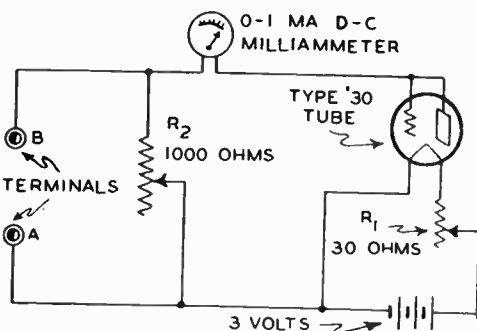 0-1 MA D-C
MILLIAMMETER
TYPE '30
TUBE
B
R2
1000 OHMS
TERMINALS
A
R1
30 OHMS
3 VOLTS